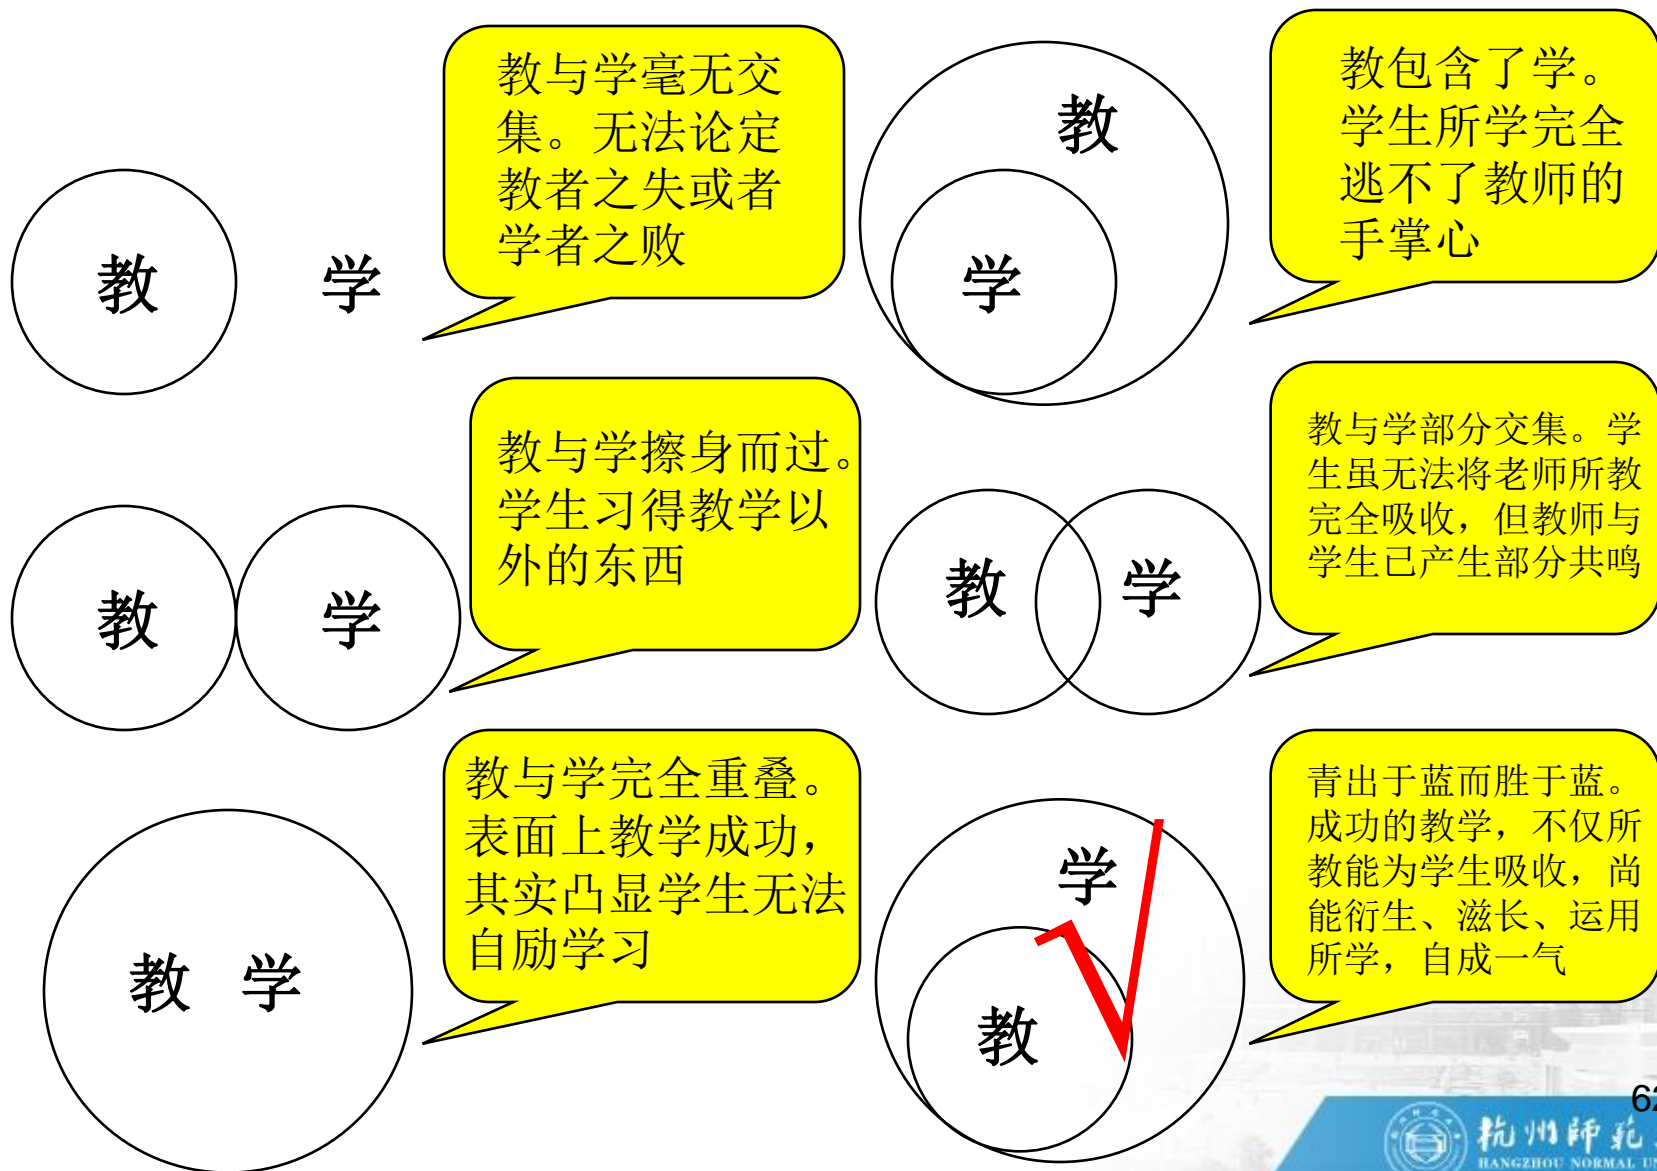 教 学
教与学毫无交
集。无法论定
教者之失或者
学者之败
教
学
教包含了学。
学生所学完全
逃不了教师的
手掌心
教 学
教与学擦身而过。
学生习得教学以
外的东西
教 学
教与学部分交集。学
生虽无法将老师所教
完全吸收，但教师与
学生已产生部分共鸣
教 学
教与学完全重叠。
表面上教学成功，
其实凸显学生无法
自励学习
学
教
青出于蓝而胜于蓝。
成功的教学，不仅所
教能为学生吸收，尚
能衍生、滋长、运用
所学，自成一气
62
杭州師範
HANGZHOU NORMAL UN